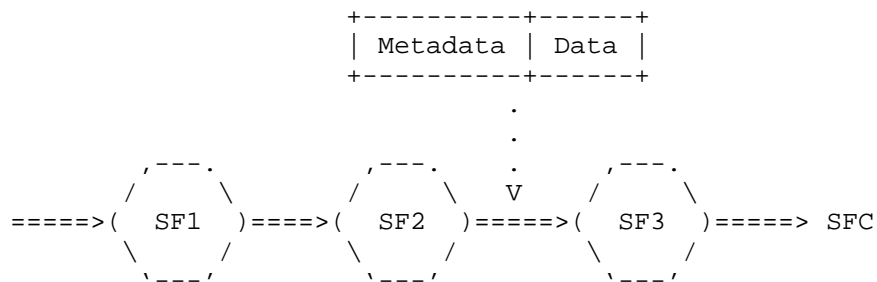 +----------+------+
| Metadata | Data |
+----------+------+
.
.
,---. ,---. . ,---.
/ \ / \ V / \
=====>( SF1 )====>( SF2 )=====>( SF3 )=====> SFC
\ / \ / \ /
'---' '---' '---'